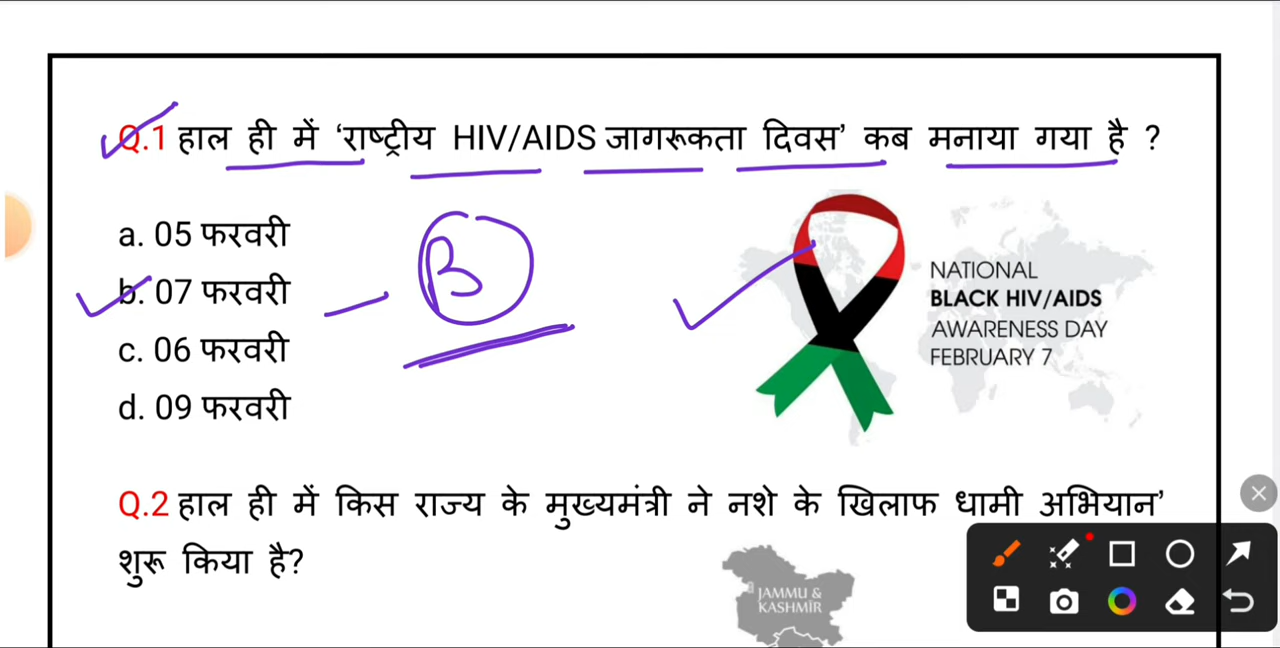 Q.1 हाल ही में ‘राष्ट्रीय HIV/AIDS जागरूकता दिवस’ कब मनाया गया है ?
a. 05 फरवरी
b. 07 फरवरी
B
c. 06 फरवरी
d. 09 फरवरी
NATIONAL
BLACK HIV/AIDS
AWARENESS DAY
FEBRUARY 7
Q.2 हाल ही में किस राज्य के मुख्यमंत्री ने नशे के खिलाफ धामी अभियान’
शुरू किया है?
JAMMU &
KASHMIR